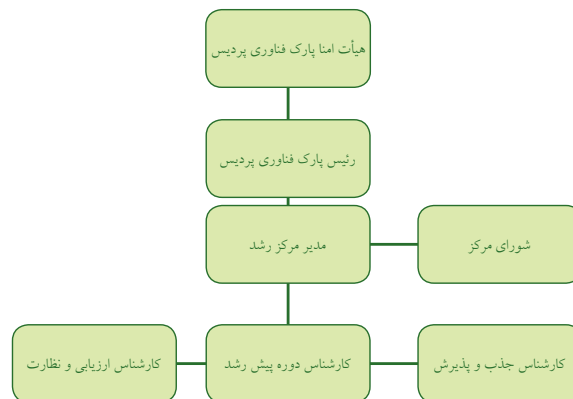 هیأت امنا پارک فناوری پردیس
رئیس پارک فناوری پردیس
مدیر مرکز رشد
شورای مرکز
کارشناس جذب و پذیرش
کارشناس دوره پیش رشد
کارشناس ارزیابی و نظارت